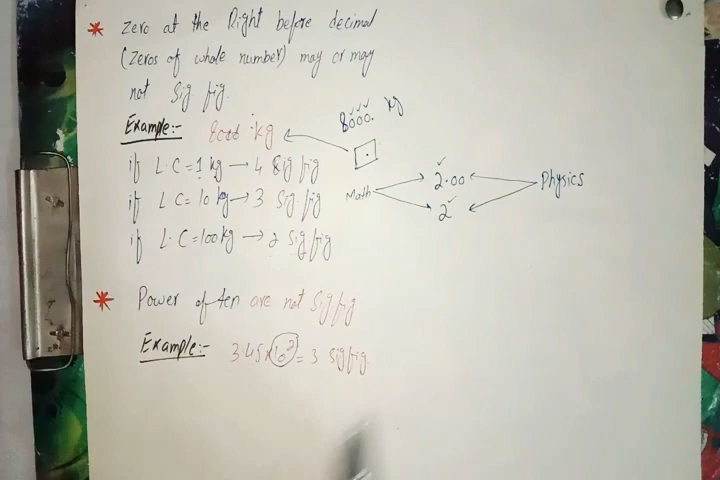 * Zero at the Right before decimal
(Zeros of whole number) may or may
not Sig fig.
Example:- 8000 kg
8000. kg
if L.C=1 kg → 4 Sig fig
if L C=10 kg → 3 Sig fig
if L.C=100kg → 2 Sig fig
Math 2.00 Physics
2
* Power of ten are not Sig fig
Example:- 345×10² = 3 Sig fig.